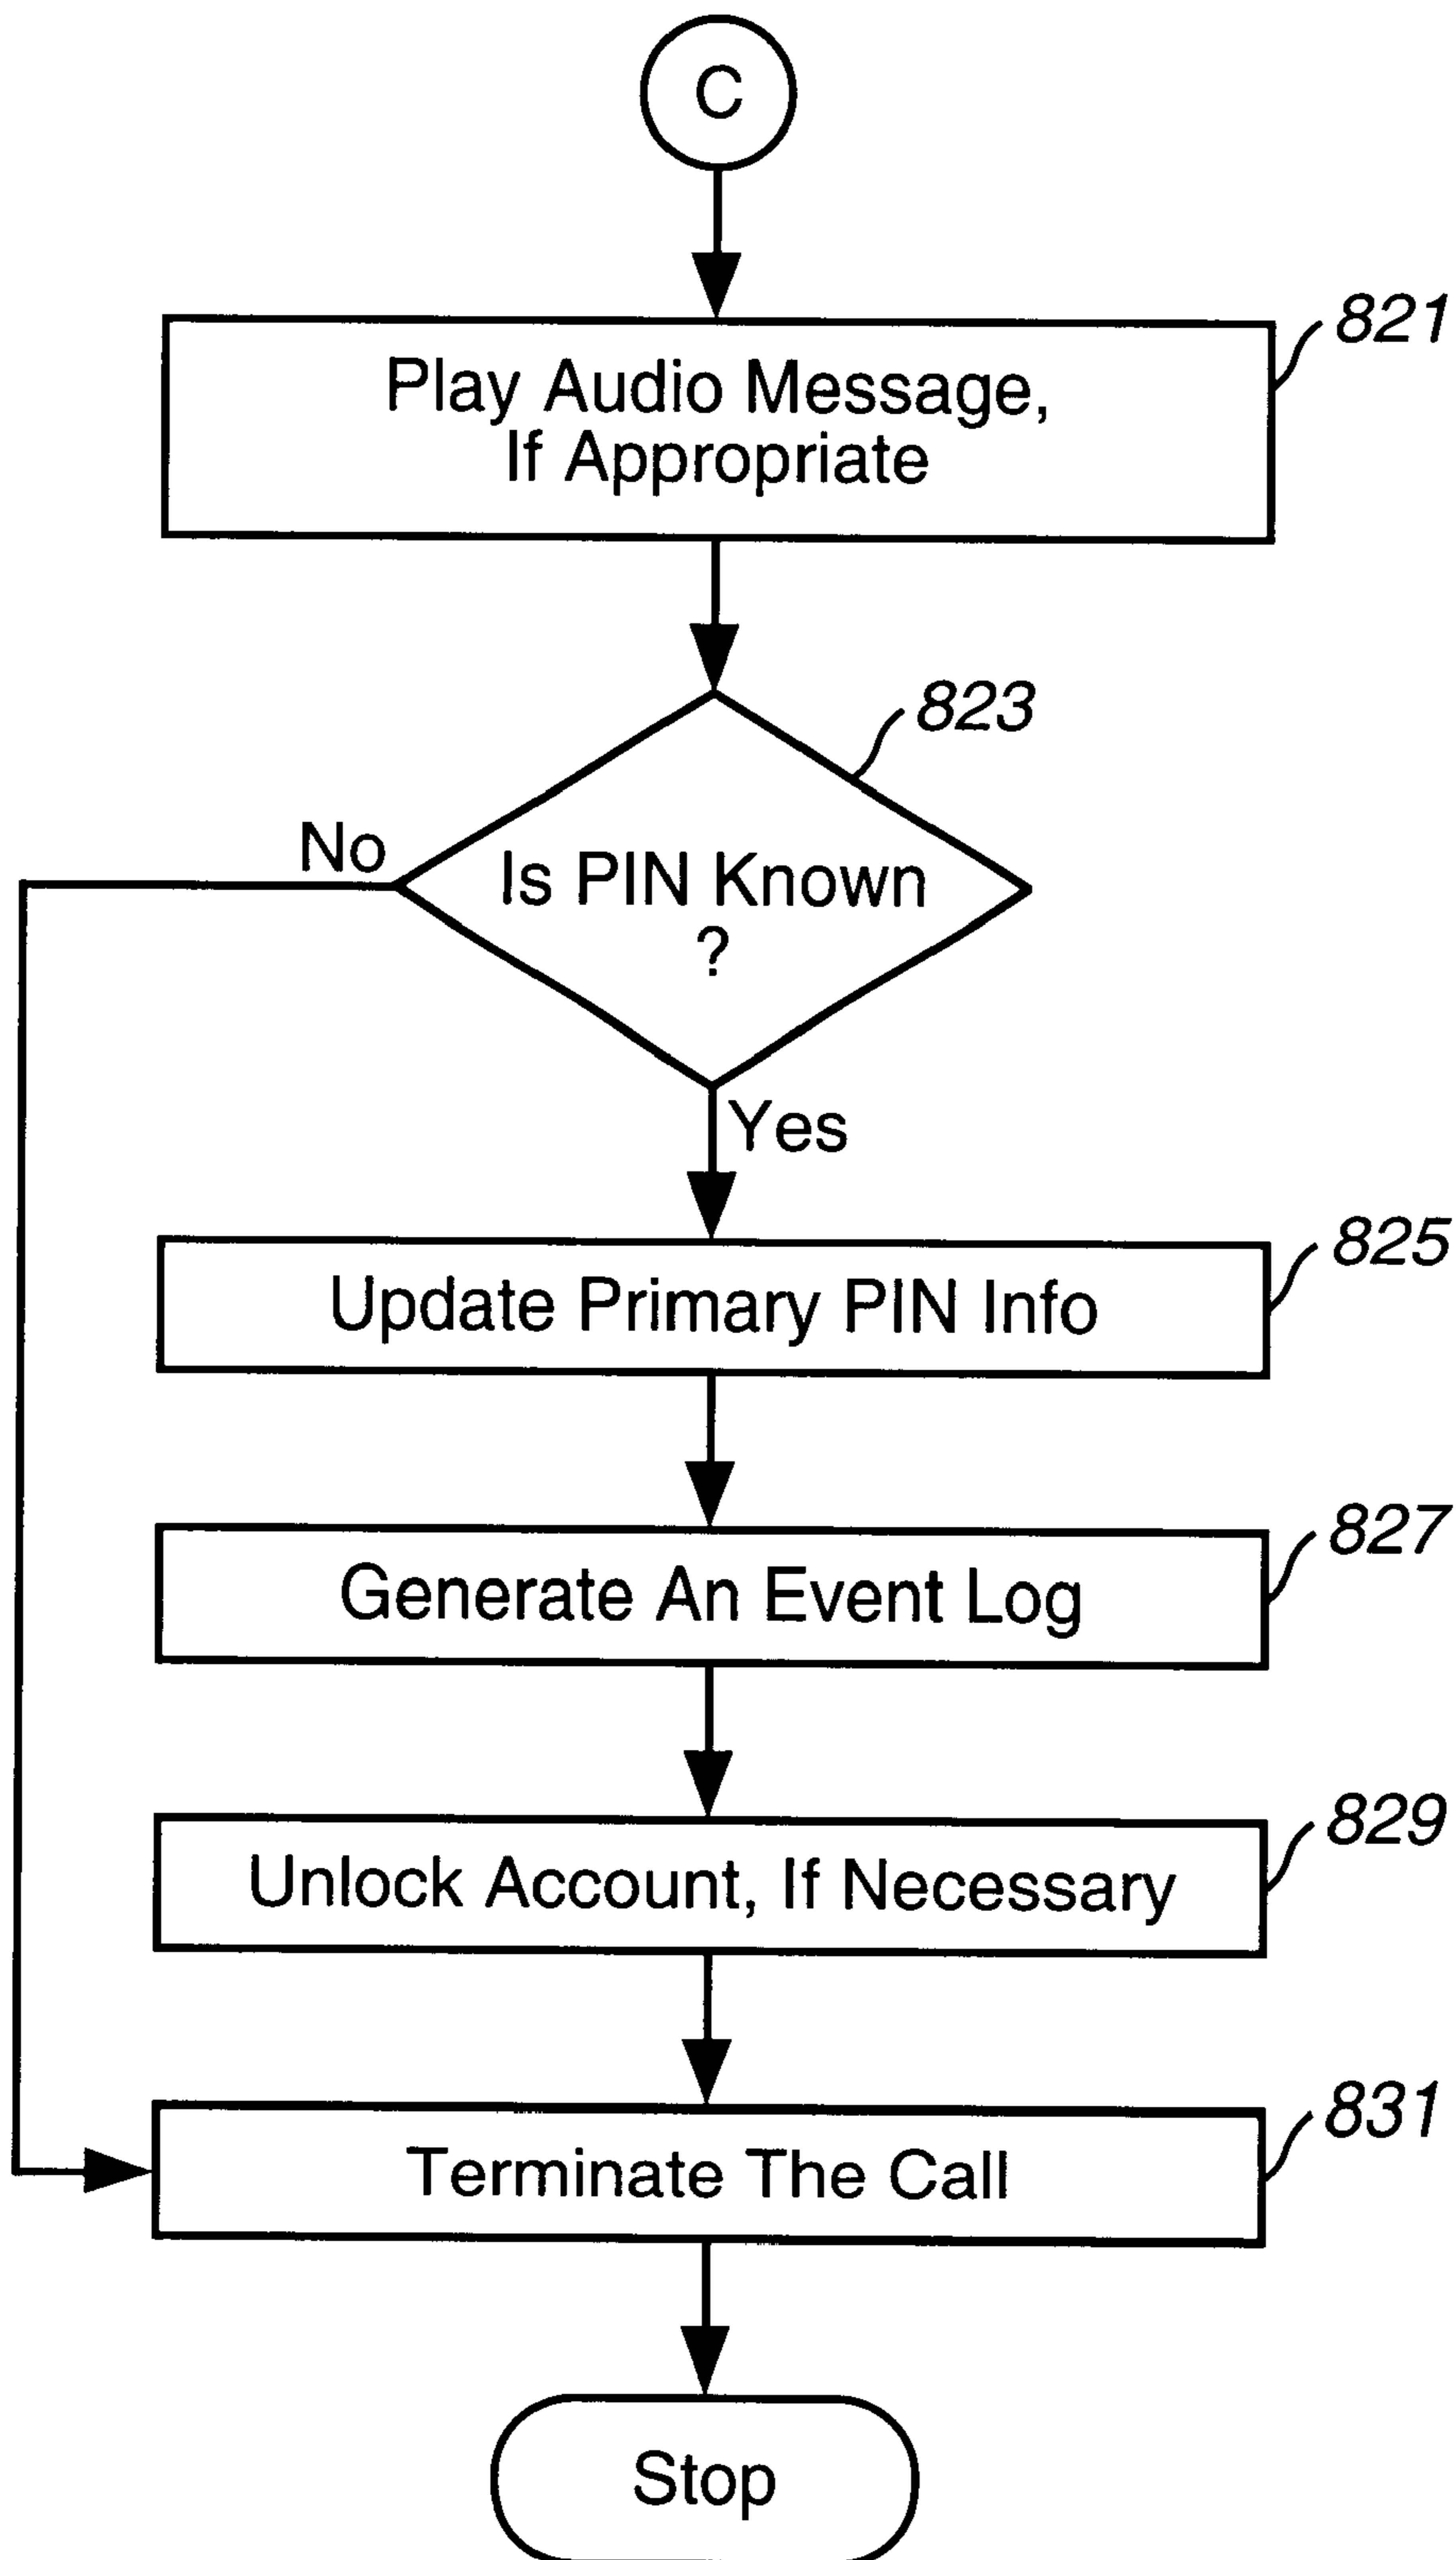 C
821
Play Audio Message,
If Appropriate
823
No
Is PIN Known
?
Yes
825
Update Primary PIN Info
827
Generate An Event Log
829
Unlock Account, If Necessary
831
Terminate The Call
Stop